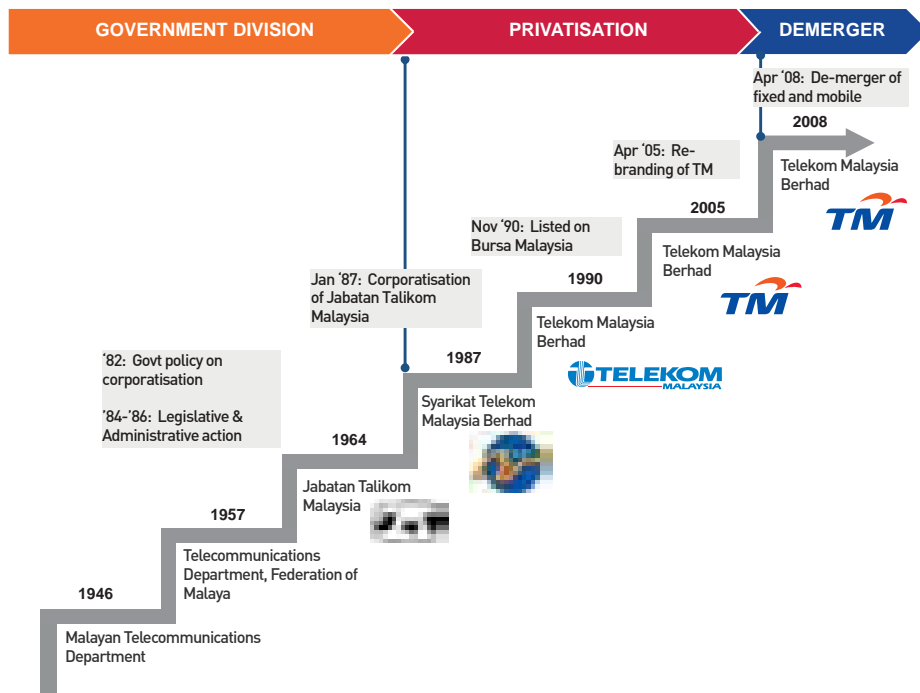 GOVERNMENT DIVISION
PRIVATISATION
DEMERGER
Apr ‘08: De-merger of
fixed and mobile
2008
Telekom Malaysia
Berhad
TM
Apr ‘05: Re-
branding of TM
2005
Telekom Malaysia
Berhad
TM
Nov ‘90: Listed on
Bursa Malaysia
1990
Telekom Malaysia
Berhad
TELEKOM
MALAYSIA
Jan ‘87: Corporatisation
of Jabatan Talikom
Malaysia
1987
Syarikat Telekom
Malaysia Berhad
‘82: Govt policy on
corporatisation
‘84-‘86: Legislative &
Administrative action
1964
Jabatan Talikom
Malaysia
1957
Telecommunications
Department, Federation of
Malaya
1946
Malayan Telecommunications
Department